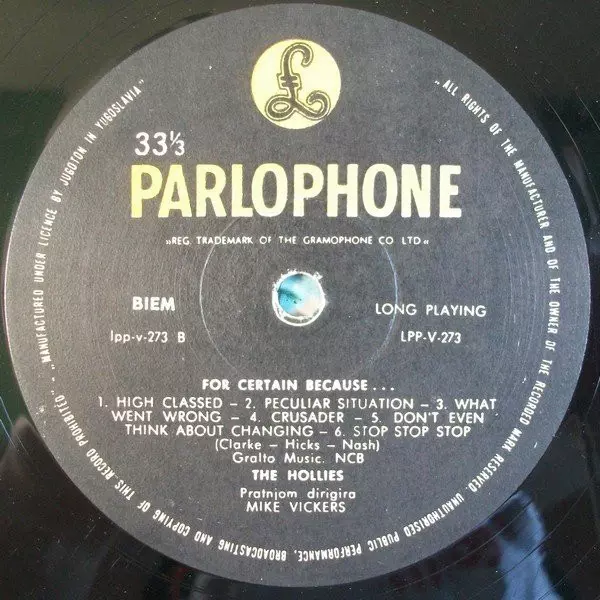 £
33⅓
PARLOPHONE
„REG. TRADEMARK OF THE GRAMOPHONE CO LTD“
BIEM
lpp-v-273 B
LONG PLAYING
LPP-V-273
FOR CERTAIN BECAUSE...
1. HIGH CLASSED – 2. PECULIAR SITUATION – 3. WHAT
WENT WRONG – 4. CRUSADER – 5. DON'T EVEN
THINK ABOUT CHANGING – 6. STOP STOP STOP
(Clarke – Hicks – Nash)
Gralto Music. NCB
THE HOLLIES
Pratnjom dirigira
MIKE VICKERS
„ALL RIGHTS OF THE MANUFACTURER AND OF THE OWNER OF THE RECORDED MARK RESERVED. UNAUTHORISED PUBLIC PERFORMANCE, BROADCASTING AND COPYING OF THIS RECORD PROHIBITED“ – „MANUFACTURED UNDER LICENCE BY JUGOTON IN YUGOSLAVIA“